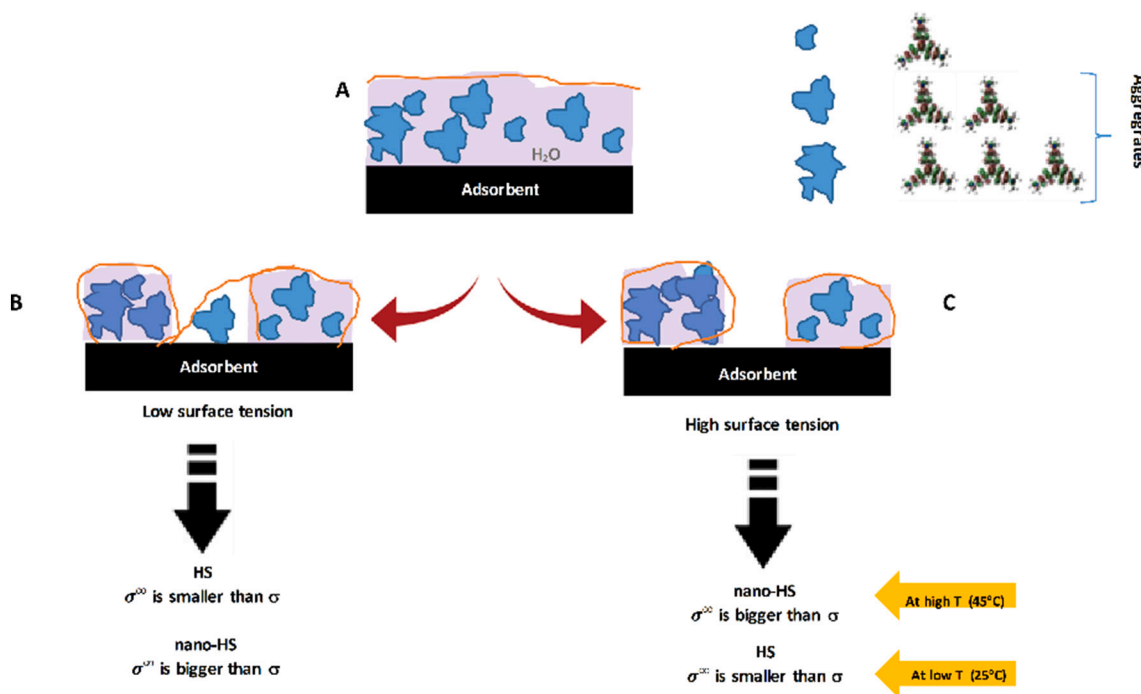 A
H₂O
Adsorbent
Aggregrates
B
Adsorbent
Low surface tension
HS
σ^∞ is smaller than σ
nano-HS
σ^∞ is bigger than σ
C
Adsorbent
High surface tension
nano-HS
σ^∞ is bigger than σ
At high T (45°C)
HS
σ^∞ is smaller than σ
At low T (25°C)